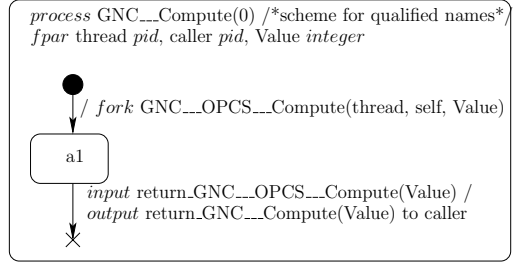 process GNC___Compute(0) /*scheme for qualified names*/
fpar thread pid, caller pid, Value integer
/ fork GNC___OPCS___Compute(thread, self, Value)
a1
input return_GNC___OPCS___Compute(Value) /
output return_GNC___Compute(Value) to caller